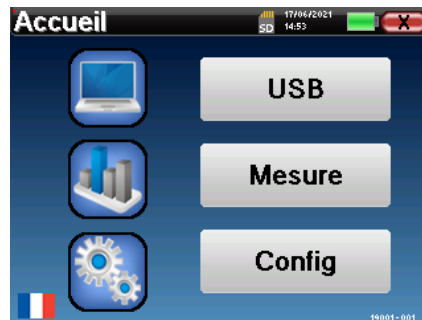 Accueil
SD
17/06/2021
14:53
X
USB
Mesure
Config
19001-001